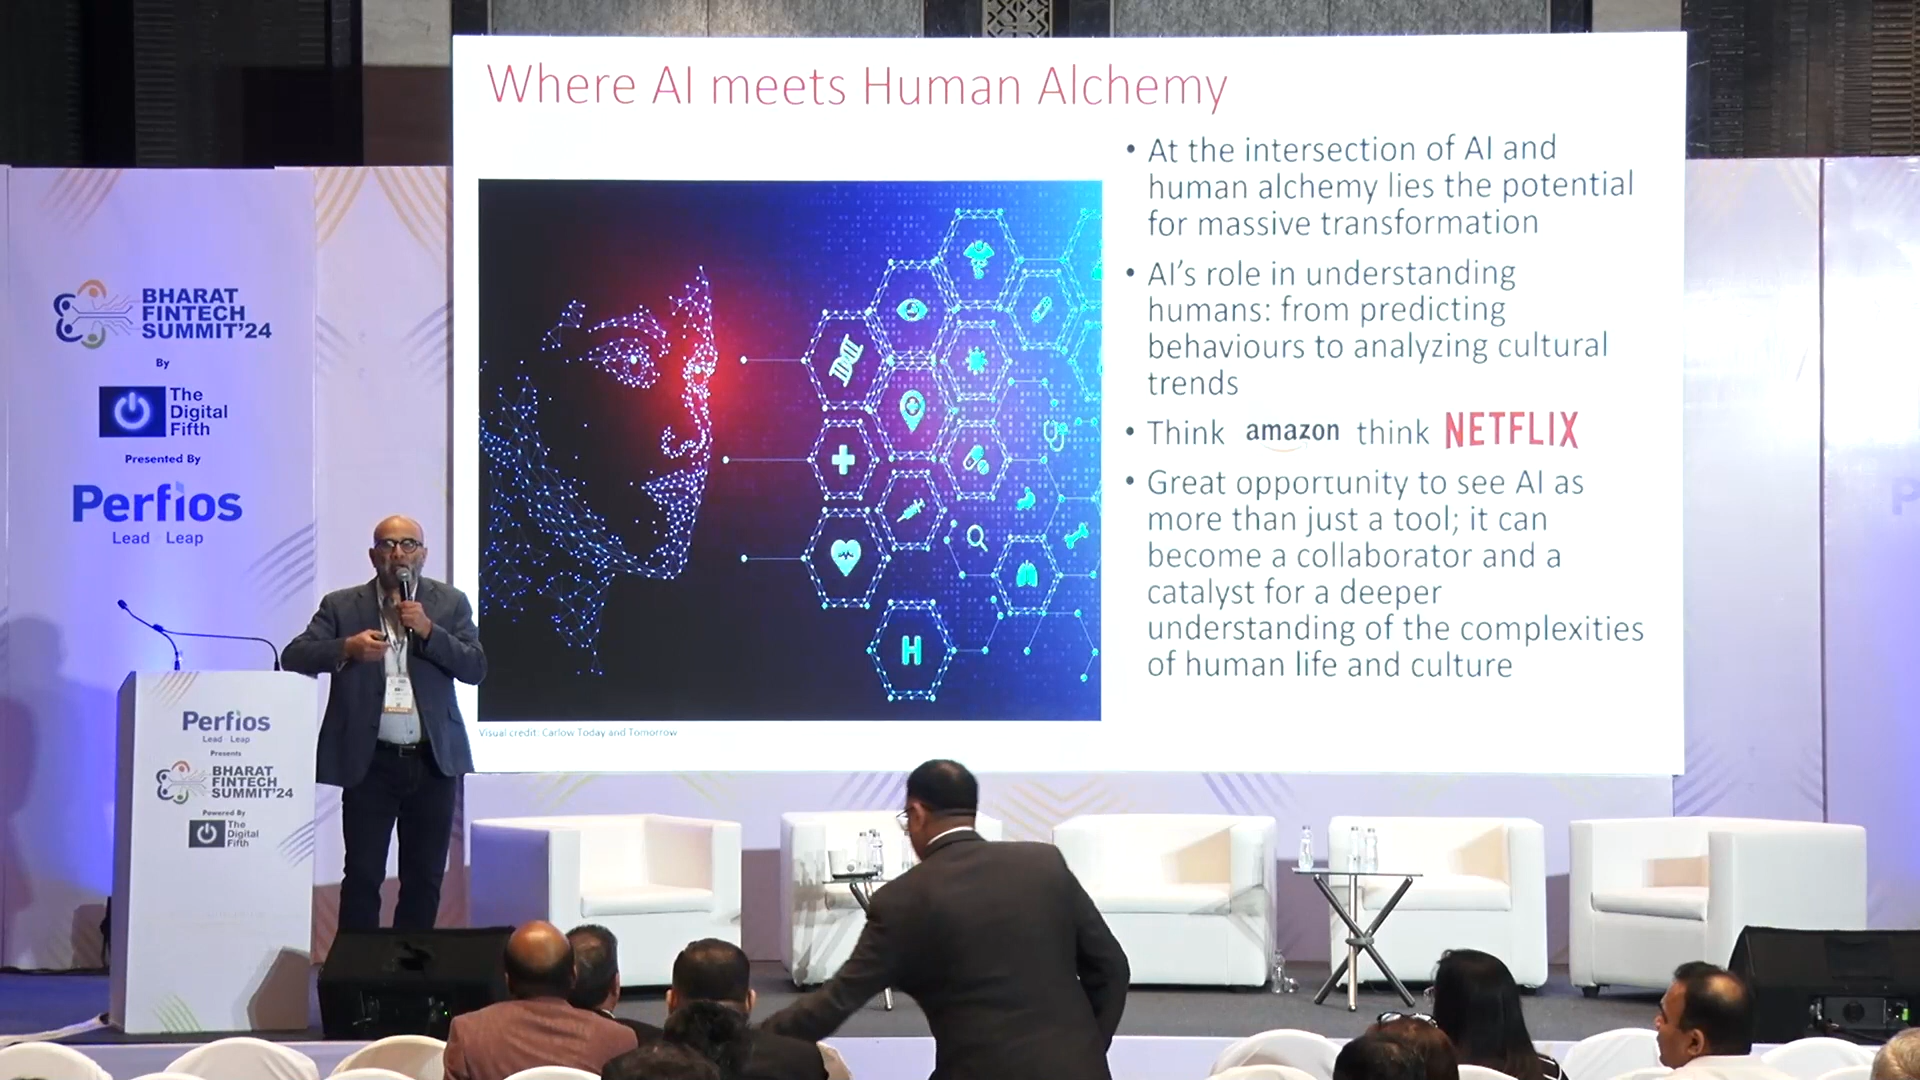 Where AI meets Human Alchemy
• At the intersection of AI and
human alchemy lies the potential
for massive transformation
• AI's role in understanding
humans: from predicting
behaviours to analyzing cultural
trends
• Think amazon think NETFLIX
• Great opportunity to see AI as
more than just a tool; it can
become a collaborator and a
catalyst for a deeper
understanding of the complexities
of human life and culture
H
Visual credit: Carlow Today and Tomorrow
BHARAT
FINTECH
SUMMIT'24
By
The
Digital
Fifth
Presented By
Perfios
Lead Leap
Perfios
Lead Leap
Presents
BHARAT
FINTECH
SUMMIT'24
Powered By
The
Digital
Fifth
P